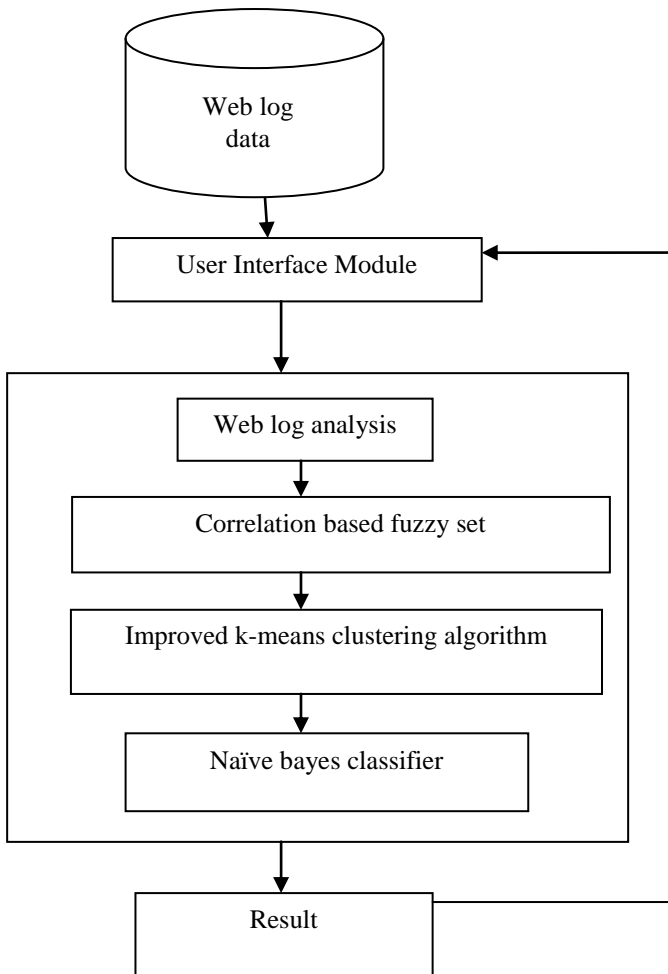 Web log
data
User Interface Module
Web log analysis
Correlation based fuzzy set
Improved k-means clustering algorithm
Naïve bayes classifier
Result